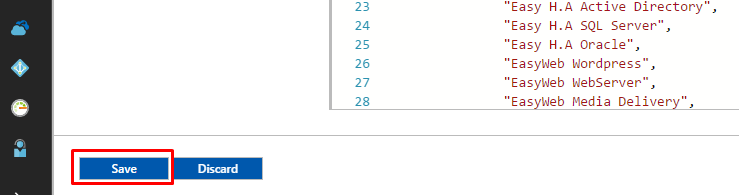 23 "Easy H.A Active Directory",
24 "Easy H.A SQL Server",
25 "Easy H.A Oracle",
26 "EasyWeb Wordpress",
27 "EasyWeb WebServer",
28 "EasyWeb Media Delivery",
Save Discard